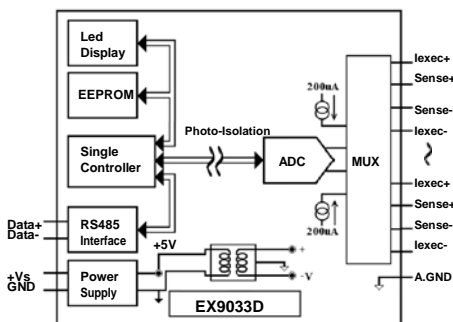 Led
Display
EEPROM
Single
Controller
RS485
Interface
Power
Supply
Data+
Data-
+Vs
GND
Photo-Isolation
ADC
MUX
200uA
200uA
+5V
+
-V
EX9033D
Iexec+
Sense+
Sense-
Iexec-
Iexec+
Sense+
Sense-
Iexec-
A.GND